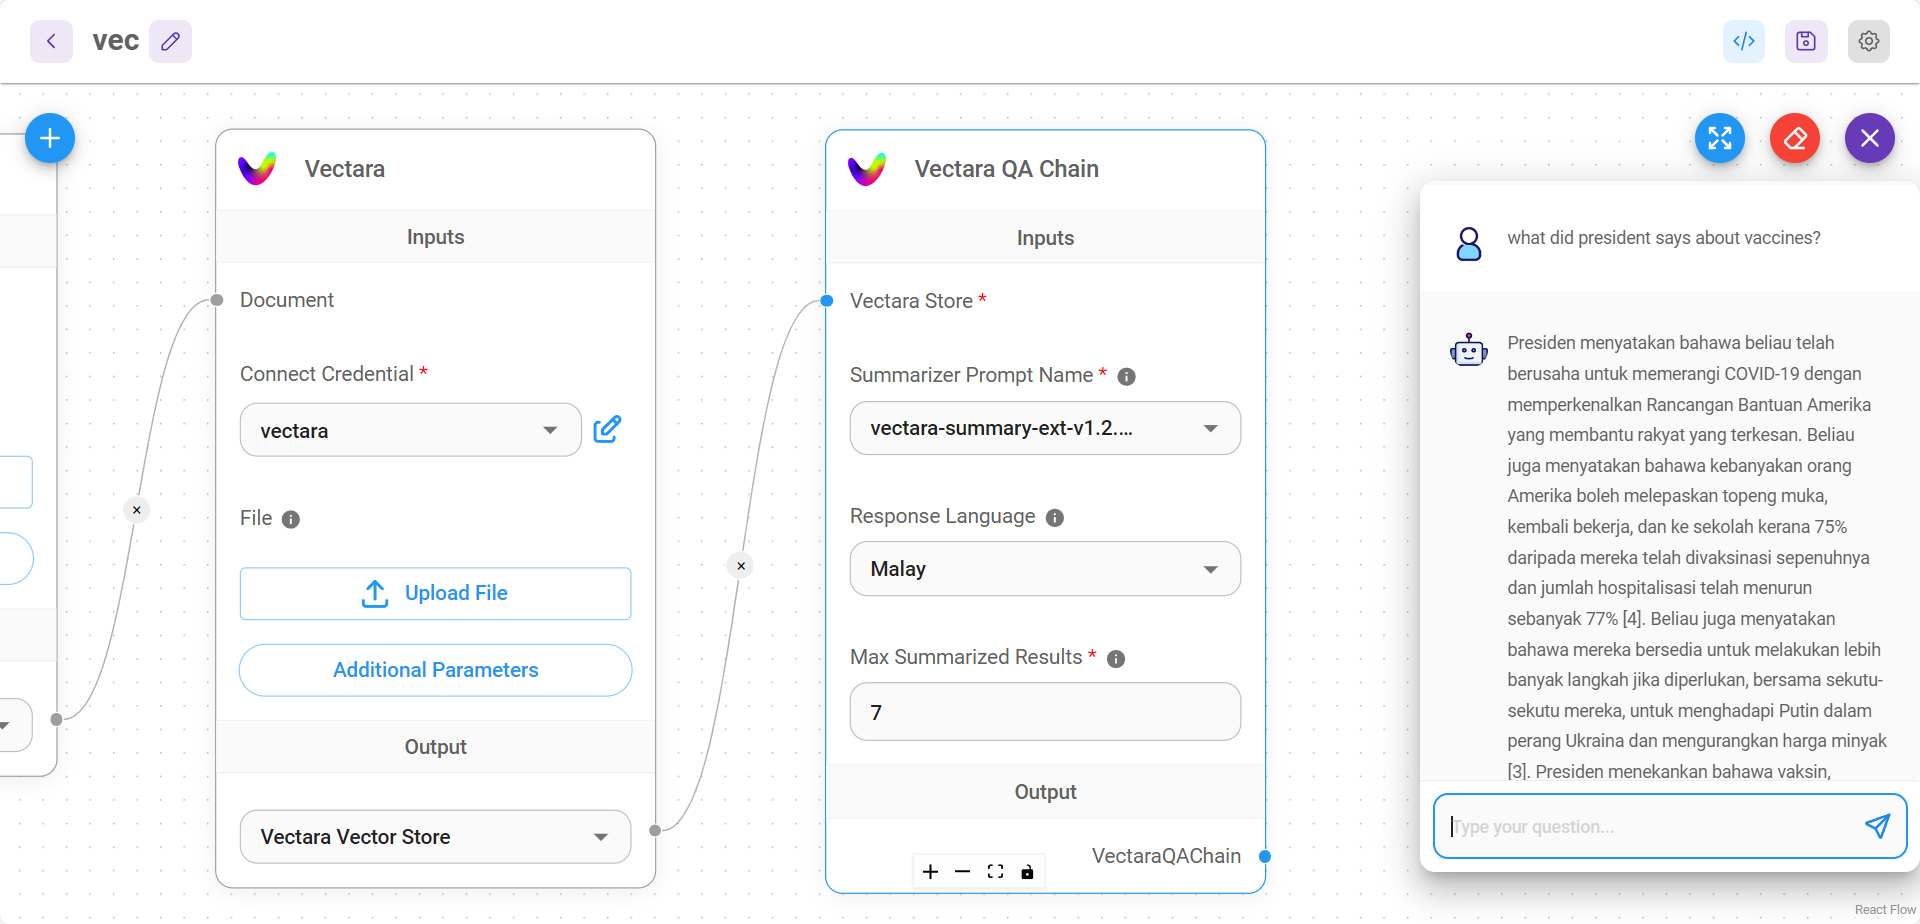 vec
Vectara
Inputs
Document
Connect Credential *
vectara
File
Upload File
Additional Parameters
Output
Vectara Vector Store
Vectara QA Chain
Inputs
Vectara Store *
Summarizer Prompt Name *
vectara-summary-ext-v1.2....
Response Language
Malay
Max Summarized Results *
7
Output
VectaraQAChain
what did president says about vaccines?
Presiden menyatakan bahawa beliau telah
berusaha untuk memerangi COVID-19 dengan
memperkenalkan Rancangan Bantuan Amerika
yang membantu rakyat yang terkesan. Beliau
juga menyatakan bahawa kebanyakan orang
Amerika boleh melepaskan topeng muka,
kembali bekerja, dan ke sekolah kerana 75%
daripada mereka telah divaksinasi sepenuhnya
dan jumlah hospitalisasi telah menurun
sebanyak 77% [4]. Beliau juga menyatakan
bahawa mereka bersedia untuk melakukan lebih
banyak langkah jika diperlukan, bersama sekutu-
sekutu mereka, untuk menghadapi Putin dalam
perang Ukraina dan mengurangkan harga minyak
[3]. Presiden menekankan bahawa vaksin,
Type your question...
React Flow